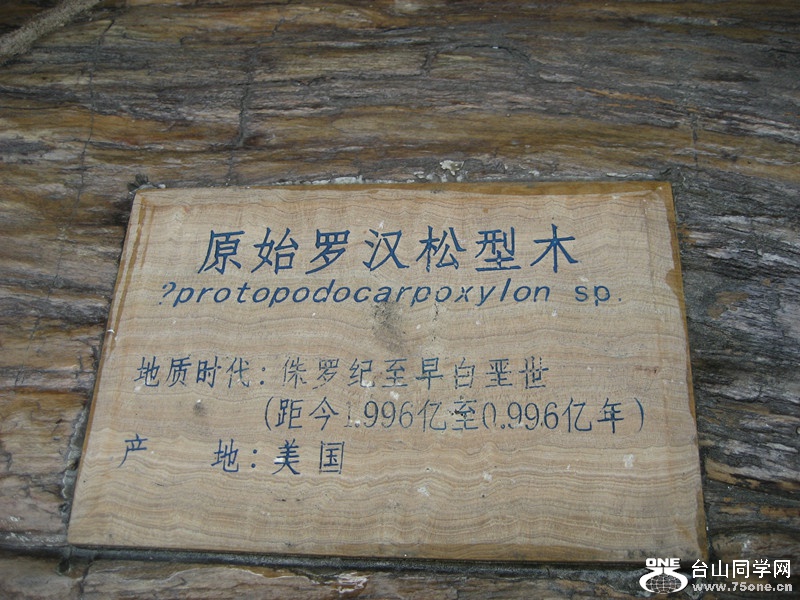 原始罗汉松型木
?protopodocarpoxylon sp.
地质时代：侏罗纪至早白垩世
（距今1.996亿至0.996亿年）
产 地：美国
ONE 台山同学网
www.75one.cn